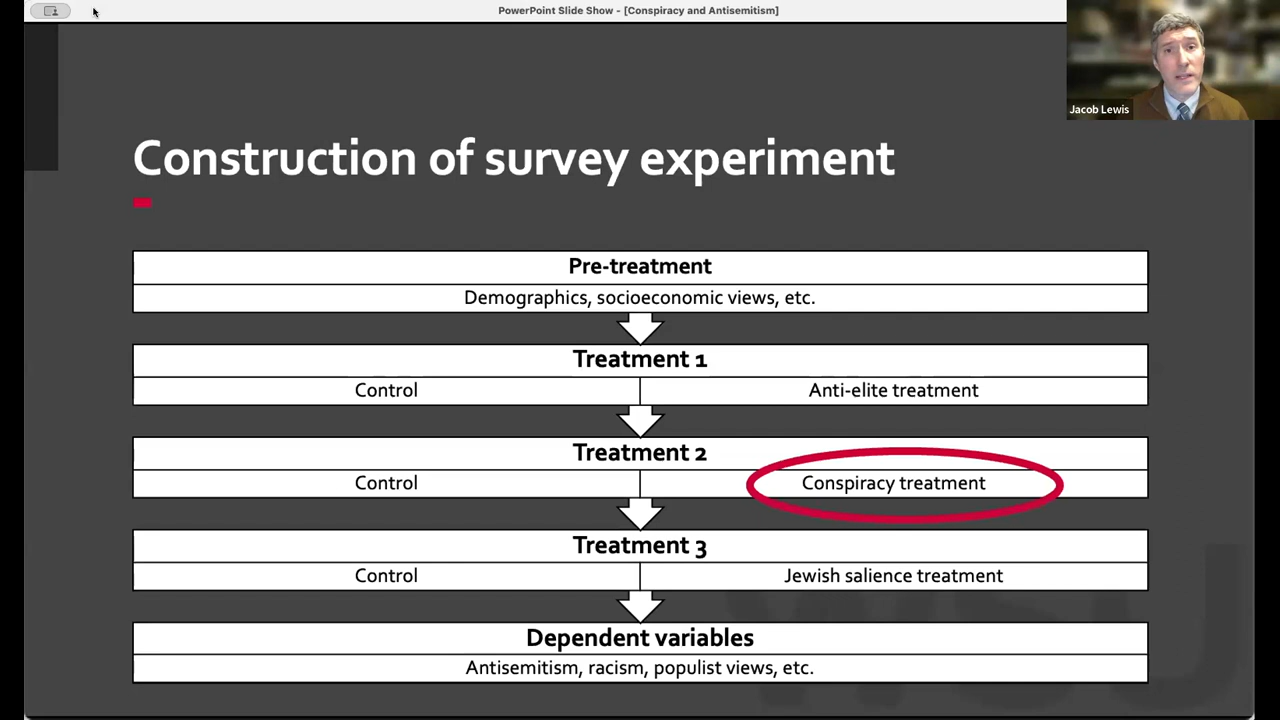 PowerPoint Slide Show - [Conspiracy and Antisemitism]
Jacob Lewis
Construction of survey experiment
Pre-treatment
Demographics, socioeconomic views, etc.
Treatment 1
Control
Anti-elite treatment
Treatment 2
Control
Conspiracy treatment
Treatment 3
Control
Jewish salience treatment
Dependent variables
Antisemitism, racism, populist views, etc.
WSU